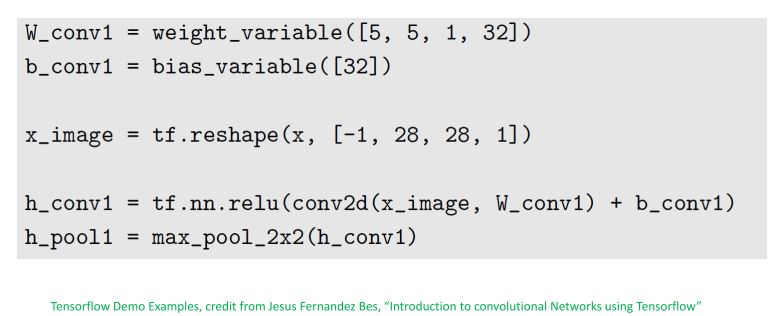 W_conv1 = weight_variable([5, 5, 1, 32])
b_conv1 = bias_variable([32])
x_image = tf.reshape(x, [-1, 28, 28, 1])
h_conv1 = tf.nn.relu(conv2d(x_image, W_conv1) + b_conv1)
h_pool1 = max_pool_2x2(h_conv1)
Tensorflow Demo Examples, credit from Jesus Fernandez Bes, “Introduction to convolutional Networks using Tensorflow”